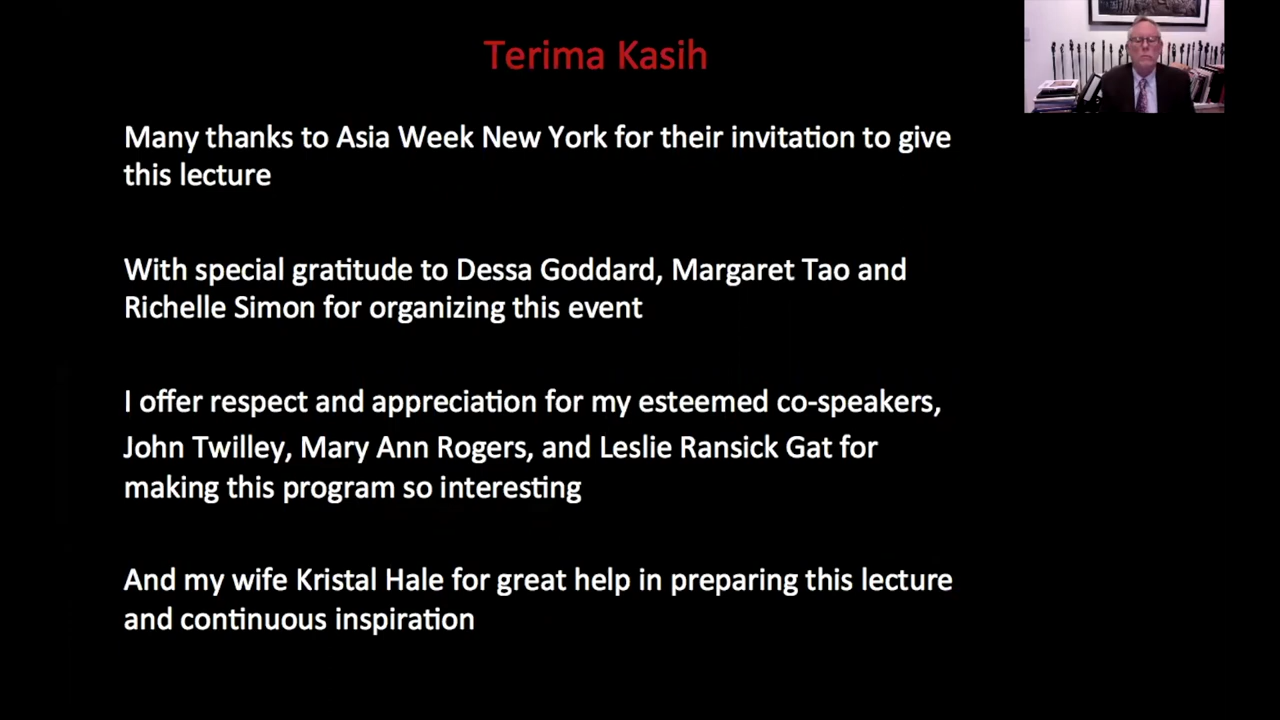 Terima Kasih
Many thanks to Asia Week New York for their invitation to give
this lecture
With special gratitude to Dessa Goddard, Margaret Tao and
Richelle Simon for organizing this event
I offer respect and appreciation for my esteemed co-speakers,
John Twilley, Mary Ann Rogers, and Leslie Ransick Gat for
making this program so interesting
And my wife Kristal Hale for great help in preparing this lecture
and continuous inspiration